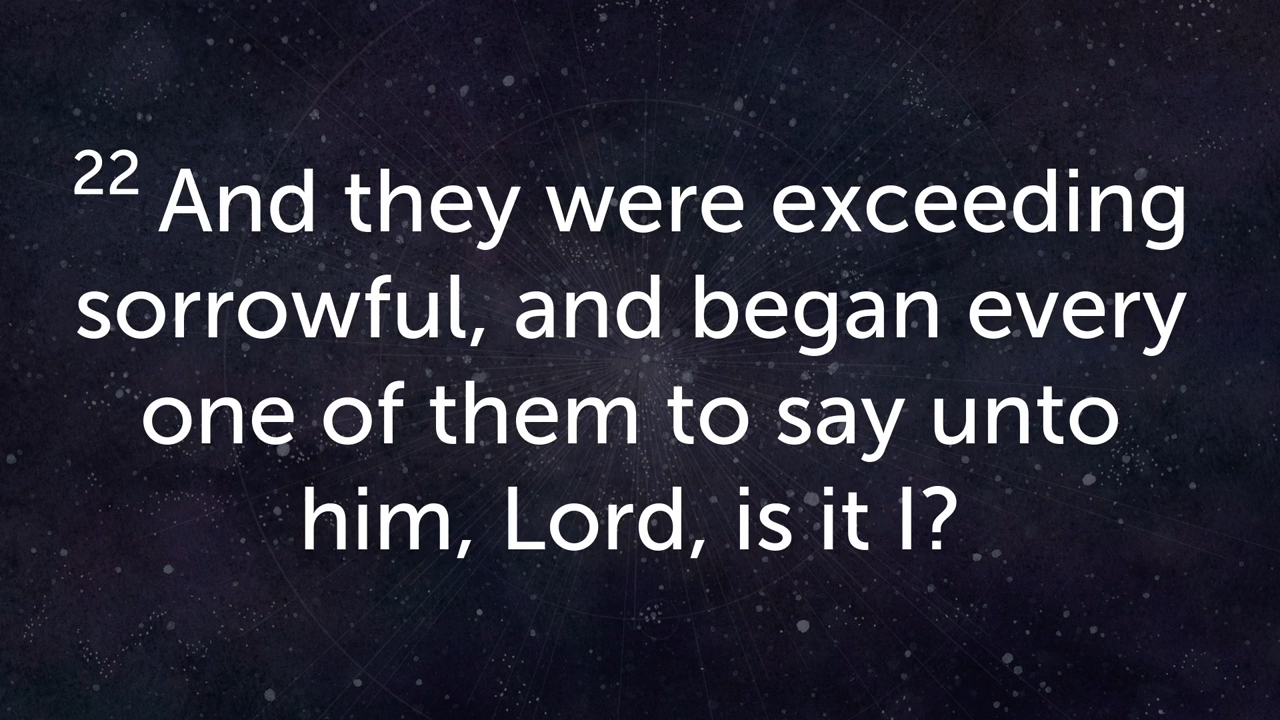 22 And they were exceeding
sorrowful, and began every
one of them to say unto
him, Lord, is it I?